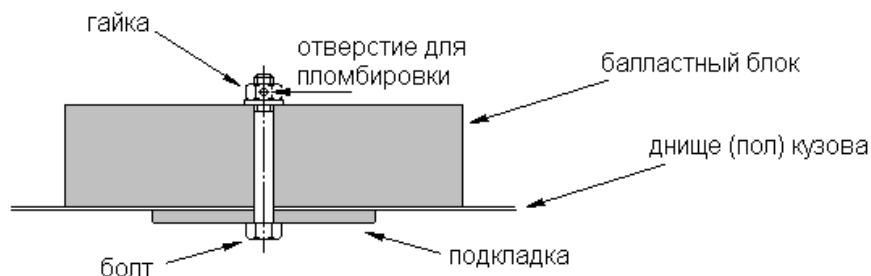 гайка
отверстие для
пломбировки
балластный блок
днище (пол) кузова
подкладка
болт